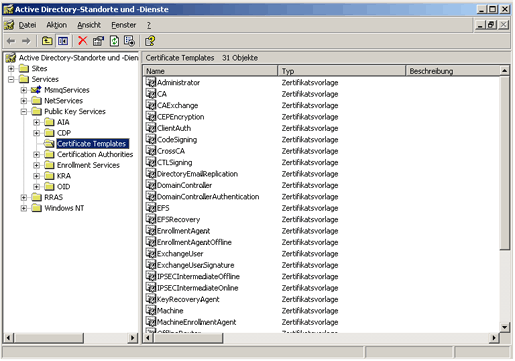 Active Directory-Standorte und -Dienste
Datei Aktion Ansicht Fenster ?
Active Directory-Standorte und -Dien
Sites
Services
MsmqServices
NetServices
Public Key Services
AIA
CDP
Certificate Templates
Certification Authorities
Enrollment Services
KRA
OID
RRAS
Windows NT
Certificate Templates 31 Objekte
Name Typ Beschreibung
Administrator Zertifikatsvorlage
CA Zertifikatsvorlage
CAExchange Zertifikatsvorlage
CEPEncryption Zertifikatsvorlage
ClientAuth Zertifikatsvorlage
CodeSigning Zertifikatsvorlage
CrossCA Zertifikatsvorlage
CTLSigning Zertifikatsvorlage
DirectoryEmailReplication Zertifikatsvorlage
DomainController Zertifikatsvorlage
DomainControllerAuthentication Zertifikatsvorlage
EFS Zertifikatsvorlage
EFSRecovery Zertifikatsvorlage
EnrollmentAgent Zertifikatsvorlage
EnrollmentAgentOffline Zertifikatsvorlage
ExchangeUser Zertifikatsvorlage
ExchangeUserSignature Zertifikatsvorlage
IPSECIntermediateOffline Zertifikatsvorlage
IPSECIntermediateOnline Zertifikatsvorlage
KeyRecoveryAgent Zertifikatsvorlage
Machine Zertifikatsvorlage
MachineEnrollmentAgent Zertifikatsvorlage